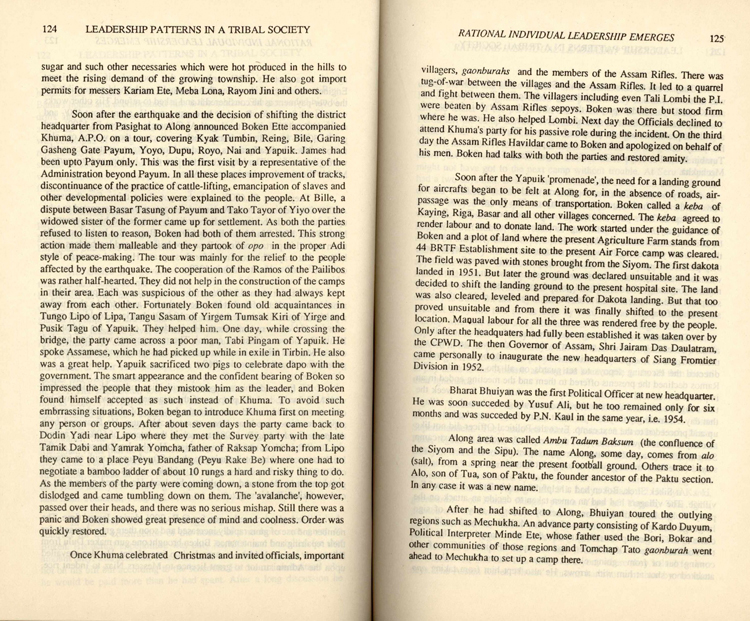 124 LEADERSHIP PATTERNS IN A TRIBAL SOCIETY
sugar and such other necessaries which were hot produced in the hills to
meet the rising demand of the growing township. He also got import
permits for messers Kariam Ete, Meba Lona, Rayom Jini and others.
Soon after the earthquake and the decision of shifting the district
headquarter from Pasighat to Along announced Boken Ette accompanied
Khuma, A.P.O. on a tour, covering Kyak Tumbin, Reing, Bile, Garing
Gasheng Gate Payum, Yoyo, Dupu, Royo, Nai and Yapuik. James had
been upto Payum only. This was the first visit by a representative of the
Administration beyond Payum. In all these places improvement of tracks,
discontinuance of the practice of cattle-lifting, emancipation of slaves and
other developmental policies were explained to the people. At Bille, a
dispute between Basar Tasung of Payum and Tako Tayor of Yiyo over the
widowed sister of the former came up for settlement. As both the parties
refused to listen to reason, Boken had both of them arrested. This strong
action made them malleable and they partook of opo in the proper Adi
style of peace-making. The tour was mainly for the relief to the people
affected by the earthquake. The cooperation of the Ramos of the Pailibos
was rather half-hearted. They did not help in the construction of the camps
in their area. Each was suspicious of the other as they had always kept
away from each other. Fortunately Boken found old acquaintances in
Tungo Lipo of Lipa, Tangu Sasam of Yirgem Tumsak Kiri of Yirge and
Pusik Tagu of Yapuik. They helped him. One day, while crossing the
bridge, the party came across a poor man, Tabi Pingam of Yapuik. He
spoke Assamese, which he had picked up while in exile in Tirbin. He also
was a great help. Yapuik sacrificed two pigs to celebrate dapo with the
government. The smart appearance and the confident bearing of Boken so
impressed the people that they mistook him as the leader, and Boken
found himself accepted as such instead of Khuma. To avoid such
embrrassing situations, Boken began to introduce Khuma first on meeting
any person or groups. After about seven days the party came back to
Dodin Yadi near Lipo where they met the Survey party with the late
Tamik Dabi and Yamrak Yomcha, father of Raksap Yomcha; from Lipo
they came to a place Peyu Bandang (Peyu Rake Be) where one had to
negotiate a bamboo ladder of about 10 rungs a hard and risky thing to do.
As the members of the party were coming down, a stone from the top got
dislodged and came tumbling down on them. The 'avalanche', however,
passed over their heads, and there was no serious mishap. Still there was a
panic and Boken showed great presence of mind and coolness. Order was
quickly restored.
Once Khuma celebrated Christmas and invited officials, important
RATIONAL INDIVIDUAL LEADERSHIP EMERGES 125
villagers, gaonburahs and the members of the Assam Rifles. There was
tug-of-war between the villages and the Assam Rifles. It led to a quarrel
and fight between them. The villagers including even Tali Lombi the P.I.
were beaten by Assam Rifles sepoys. Boken was there but stood firm
where he was. He also helped Lombi. Next day the Officials declined to
attend Khuma's party for his passive role during the incident. On the third
day the Assam Rifles Havildar came to Boken and apologized on behalf of
his men. Boken had talks with both the parties and restored amity.
Soon after the Yapuik 'promenade', the need for a landing ground
for aircrafts began to be felt at Along for, in the absence of roads, air-
passage was the only means of transportation. Boken called a keba of
Kaying, Riga, Basar and all other villages concerned. The keba agreed to
render labour and to donate land. The work started under the guidance of
Boken and a plot of land where the present Agriculture Farm stands from
44 BRTF Establishment site to the present Air Force camp was cleared.
The field was paved with stones brought from the Siyom. The first dakota
landed in 1951. But later the ground was declared unsuitable and it was
decided to shift the landing ground to the present hospital site. The land
was also cleared, leveled and prepared for Dakota landing. But that too
proved unsuitable and from there it was finally shifted to the present
location. Manual labour for all the three was rendered free by the people.
Only after the headquaters had fully been established it was taken over by
the CPWD. The then Governor of Assam, Shri Jairam Das Daulatram,
came personally to inaugurate the new headquarters of Siang Fromtier
Division in 1952.
Bharat Bhuiyan was the first Political Officer at new headquarter.
He was soon succeded by Yusuf Ali, but he too remained only for six
months and was succeded by P.N. Kaul in the same year, i.e. 1954.
Along area was called Ambu Tadum Baksum (the confluence of
the Siyom and the Sipu). The name Along, some say, comes from alo
(salt), from a spring near the present football ground. Others trace it to
Alo, son of Tua, son of Paktu, the founder ancestor of the Paktu section.
In any case it was a new name.
After he had shifted to Along, Bhuiyan toured the outlying
regions such as Mechukha. An advance party consisting of Kardo Duyum,
Political Interpreter Minde Ete, whose father used the Bori, Bokar and
other communities of those regions and Tomchap Tato gaonburah went
ahead to Mechukha to set up a camp there.